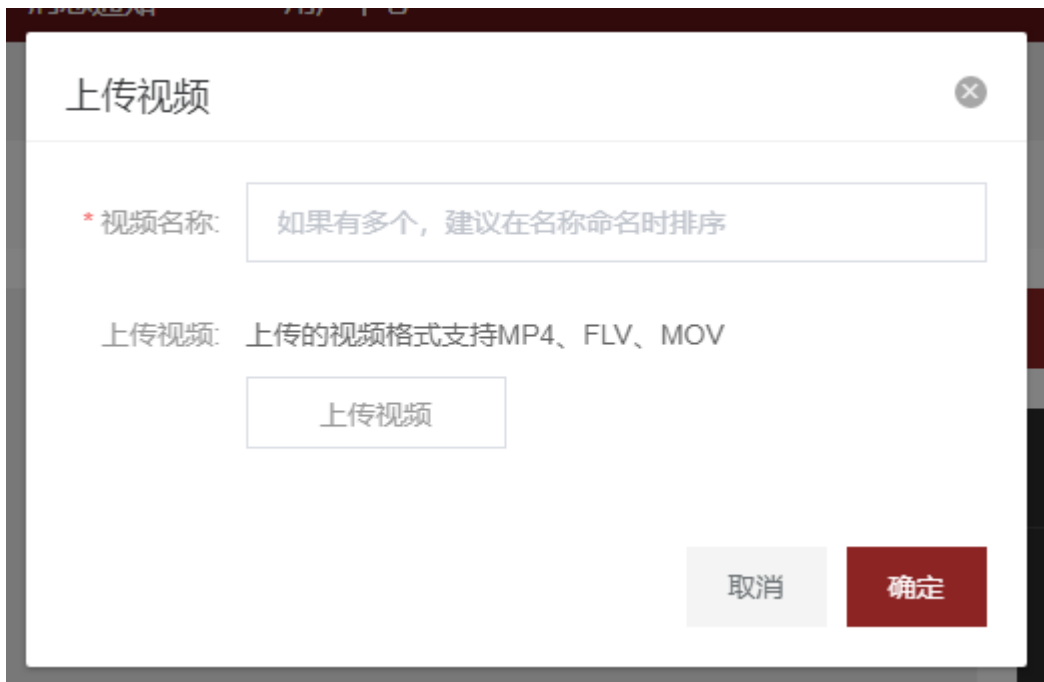 上传视频
* 视频名称:
如果有多个，建议在名称命名时排序
上传视频:
上传的视频格式支持MP4、FLV、MOV
上传视频
取消
确定